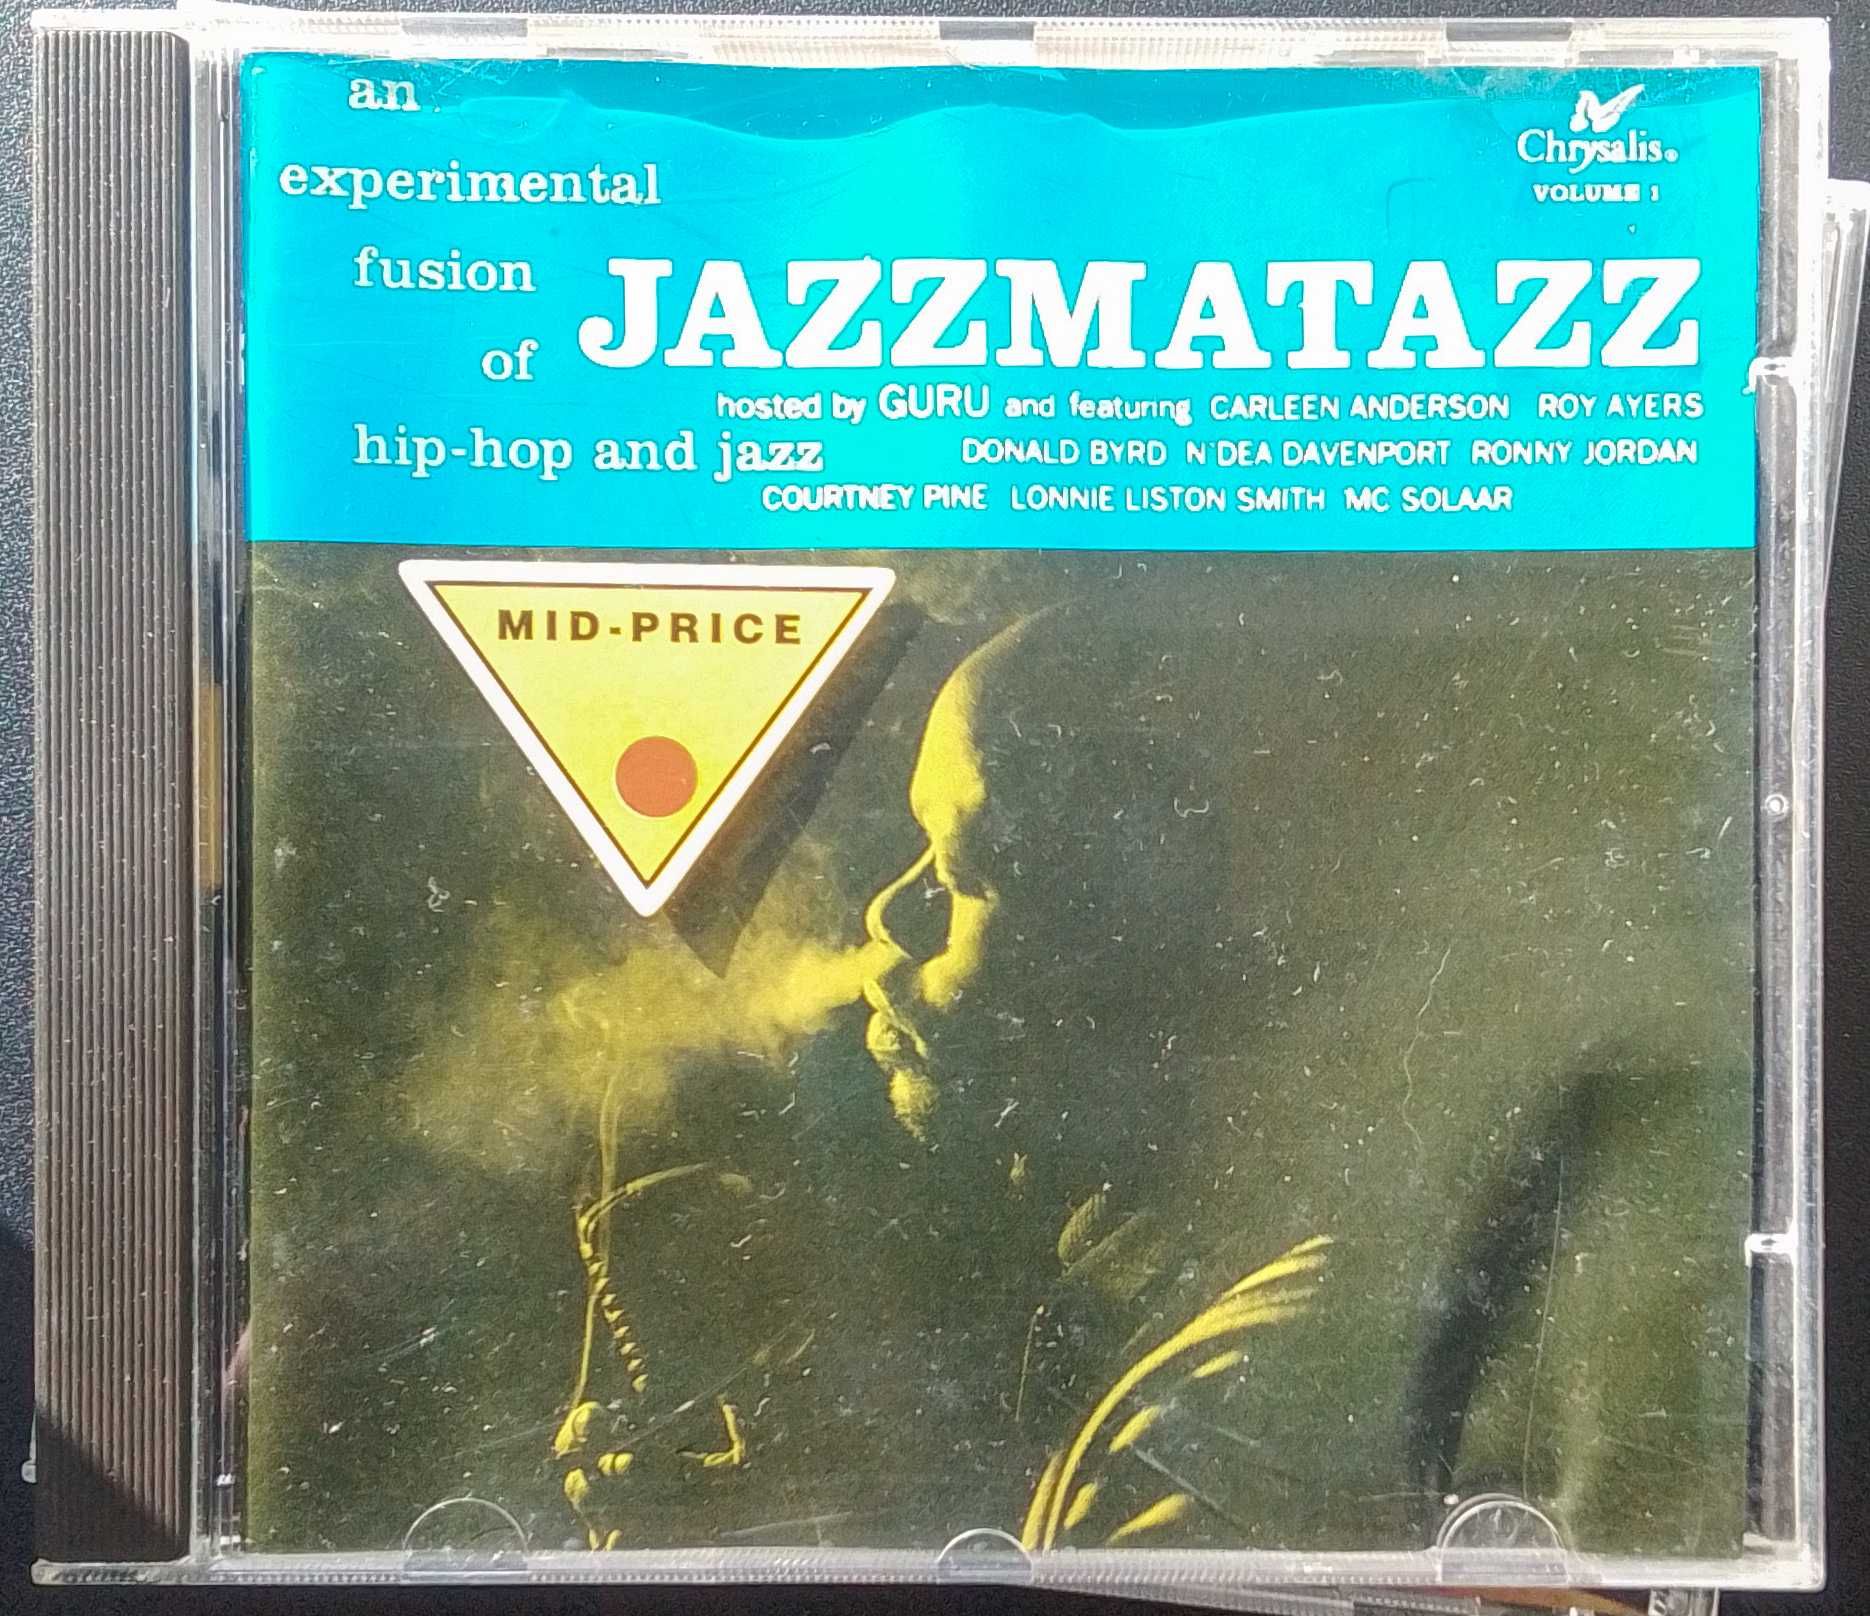 an
experimental
fusion
of
hip-hop and jazz
Chrysalis®
VOLUME 1
JAZZMATAZZ
hosted by GURU and featuring CARLEEN ANDERSON ROY AYERS
DONALD BYRD N'DEA DAVENPORT RONNY JORDAN
COURTNEY PINE LONNIE LISTON SMITH MC SOLAAR
MID-PRICE